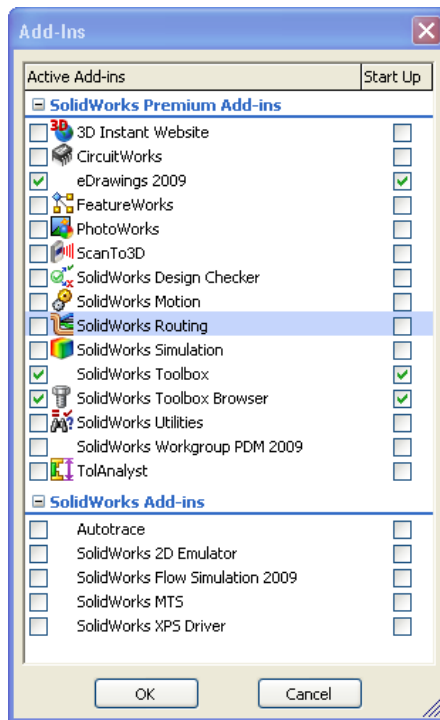 Add-Ins
Active Add-ins Start Up
SolidWorks Premium Add-ins
3D Instant Website
CircuitWorks
eDrawings 2009
FeatureWorks
PhotoWorks
ScanTo3D
SolidWorks Design Checker
SolidWorks Motion
SolidWorks Routing
SolidWorks Simulation
SolidWorks Toolbox
SolidWorks Toolbox Browser
SolidWorks Utilities
SolidWorks Workgroup PDM 2009
TolAnalyst
SolidWorks Add-ins
Autotrace
SolidWorks 2D Emulator
SolidWorks Flow Simulation 2009
SolidWorks MTS
SolidWorks XPS Driver
OK Cancel